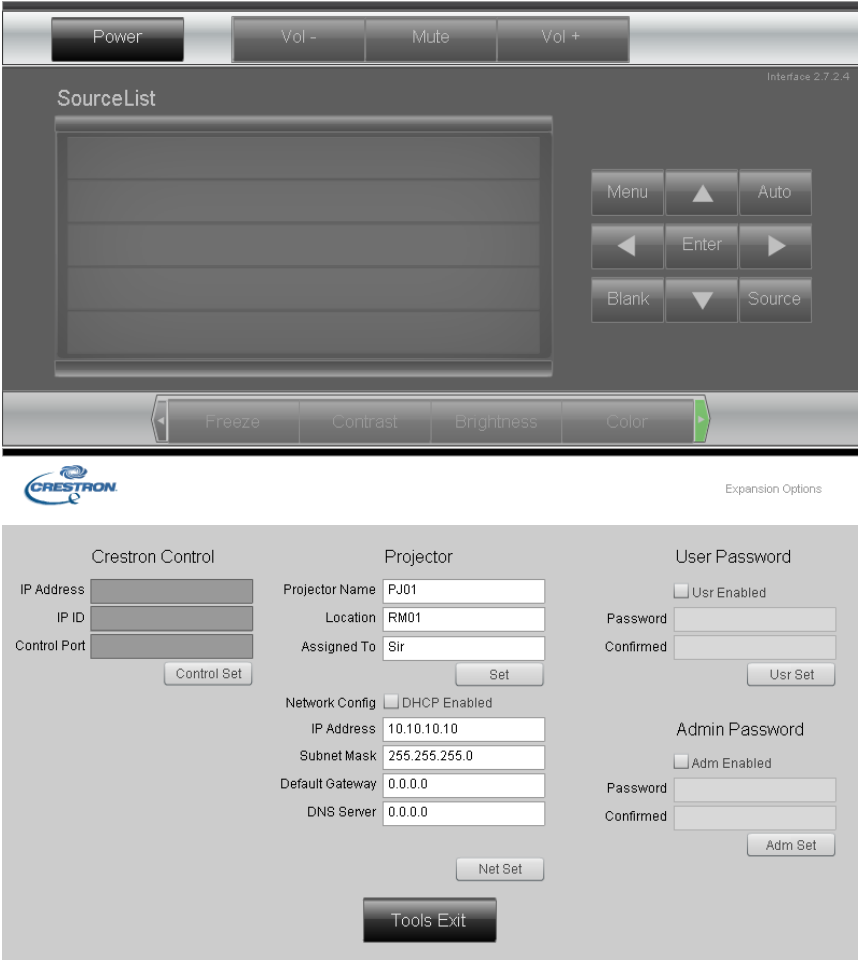 Power Vol - Mute Vol +
Interface 2.7.2.4
SourceList
Menu Auto
Enter
Blank Source
Freeze Contrast Brightness Color
CRESTRON
Expansion Options
Crestron Control
IP Address
IP ID
Control Port
Control Set
Projector
Projector Name PJ01
Location RM01
Assigned To Sir
Set
Network Config DHCP Enabled
IP Address 10.10.10.10
Subnet Mask 255.255.255.0
Default Gateway 0.0.0.0
DNS Server 0.0.0.0
Net Set
User Password
Usr Enabled
Password
Confirmed
Usr Set
Admin Password
Adm Enabled
Password
Confirmed
Adm Set
Tools Exit